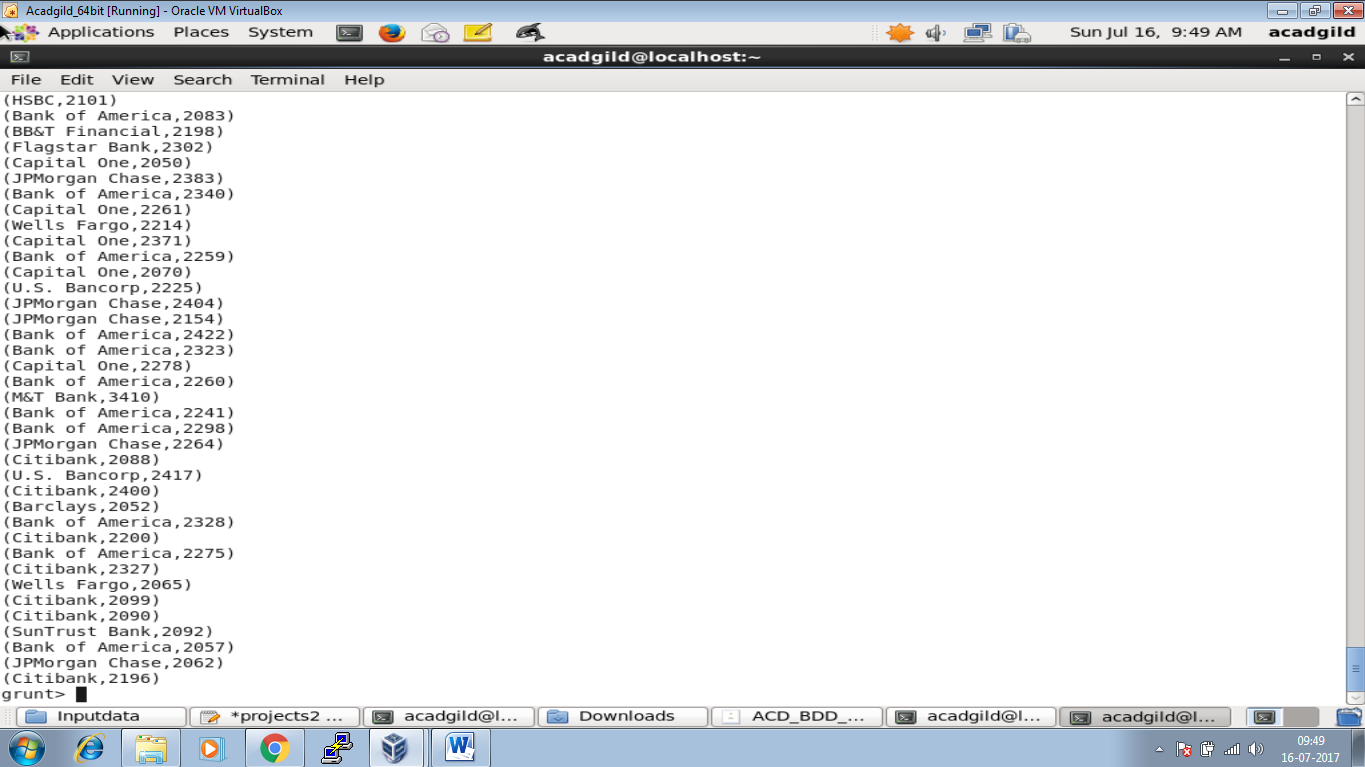 Acadgild_64bit [Running] - Oracle VM VirtualBox
Applications Places System Sun Jul 16, 9:49 AM acadgild
acadgild@localhost:~
File Edit View Search Terminal Help
(HSBC,2101)
(Bank of America,2083)
(BB&T Financial,2198)
(Flagstar Bank,2302)
(Capital One,2050)
(JPMorgan Chase,2383)
(Bank of America,2340)
(Capital One,2261)
(Wells Fargo,2214)
(Capital One,2371)
(Bank of America,2259)
(Capital One,2070)
(U.S. Bancorp,2225)
(JPMorgan Chase,2404)
(JPMorgan Chase,2154)
(Bank of America,2422)
(Bank of America,2323)
(Capital One,2278)
(Bank of America,2260)
(M&T Bank,3410)
(Bank of America,2241)
(Bank of America,2298)
(JPMorgan Chase,2264)
(Citibank,2088)
(U.S. Bancorp,2417)
(Citibank,2400)
(Barclays,2052)
(Bank of America,2328)
(Citibank,2200)
(Bank of America,2275)
(Citibank,2327)
(Wells Fargo,2065)
(Citibank,2099)
(Citibank,2090)
(SunTrust Bank,2092)
(Bank of America,2057)
(JPMorgan Chase,2062)
(Citibank,2196)
grunt>
Inputdata *projects2 ... acadgild@l... Downloads ACD_BDD_... acadgild@l... acadgild@l...
09:49
16-07-2017